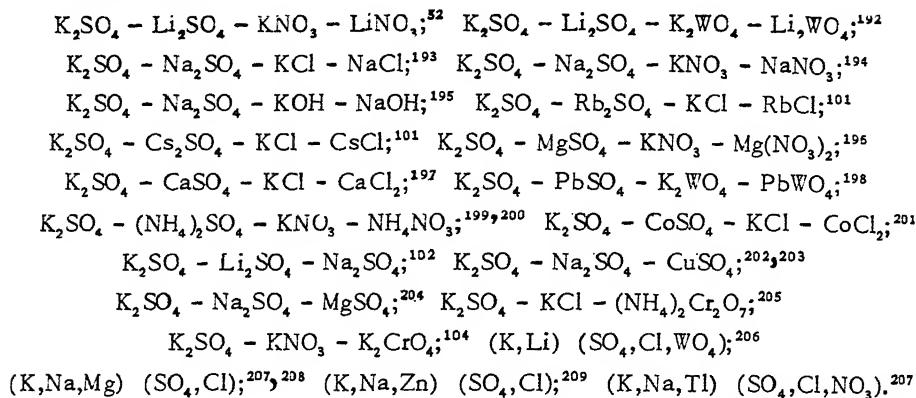 K₂SO₄ – Li₂SO₄ – KNO₃ – LiNO₃;⁵² K₂SO₄ – Li₂SO₄ – K₂WO₄ – Li₂WO₄;¹⁹²
K₂SO₄ – Na₂SO₄ – KCl – NaCl;¹⁹³ K₂SO₄ – Na₂SO₄ – KNO₃ – NaNO₃;¹⁹⁴
K₂SO₄ – Na₂SO₄ – KOH – NaOH;¹⁹⁵ K₂SO₄ – Rb₂SO₄ – KCl – RbCl;¹⁰¹
K₂SO₄ – Cs₂SO₄ – KCl – CsCl;¹⁰¹ K₂SO₄ – MgSO₄ – KNO₃ – Mg(NO₃)₂;¹⁹⁶
K₂SO₄ – CaSO₄ – KCl – CaCl₂;¹⁹⁷ K₂SO₄ – PbSO₄ – K₂WO₄ – PbWO₄;¹⁹⁸
K₂SO₄ – (NH₄)₂SO₄ – KNO₃ – NH₄NO₃;¹⁹⁹,²⁰⁰ K₂SO₄ – CoSO₄ – KCl – CoCl₂;²⁰¹
K₂SO₄ – Li₂SO₄ – Na₂SO₄;¹⁰² K₂SO₄ – Na₂SO₄ – CuSO₄;²⁰²,²⁰³
K₂SO₄ – Na₂SO₄ – MgSO₄;²⁰⁴ K₂SO₄ – KCl – (NH₄)₂Cr₂O₇;²⁰⁵
K₂SO₄ – KNO₃ – K₂CrO₄;¹⁰⁴ (K,Li) (SO₄,Cl,WO₄);²⁰⁶
(K,Na,Mg) (SO₄,Cl);²⁰⁷,²⁰⁸ (K,Na,Zn) (SO₄,Cl);²⁰⁹ (K,Na,Tl) (SO₄,Cl,NO₃).²⁰⁷